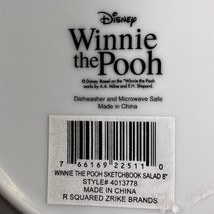 Disney
Winnie
the Pooh
© Disney. Based on the "Winnie the Pooh"
works by A.A. Milne and E.H. Shepard.
Dishwasher and Microwave Safe
Made in China
7 66169 22511 0
WINNIE THE POOH SKETCHBOOK SALAD 8"
STYLE# 4013778
MADE IN CHINA
R SQUARED ZRIKE BRANDS